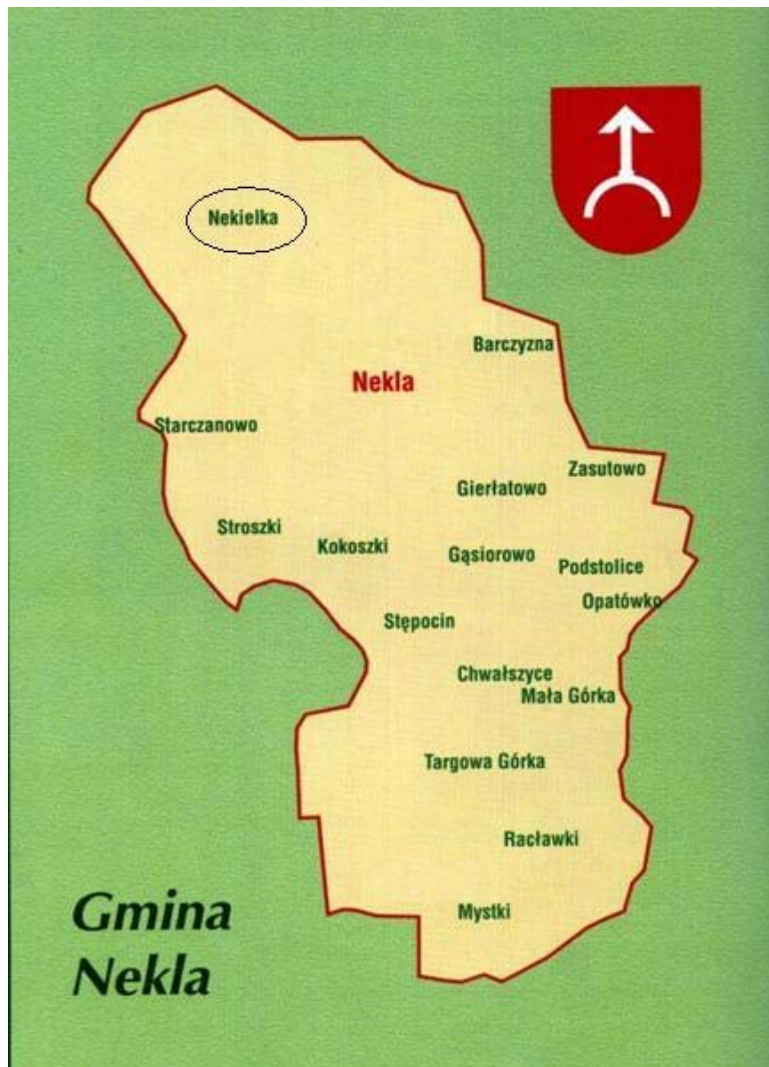 Nekielka
Barczyzna
Nekla
Starczanowo
Zasutowo
Gierłatowo
Stroszki
Kokoszki
Gąsiorowo
Podstolice
Opatówko
Stępocin
Chwałszyce
Mała Górka
Targowa Górka
Racławki
Mystki
Gmina
Nekla